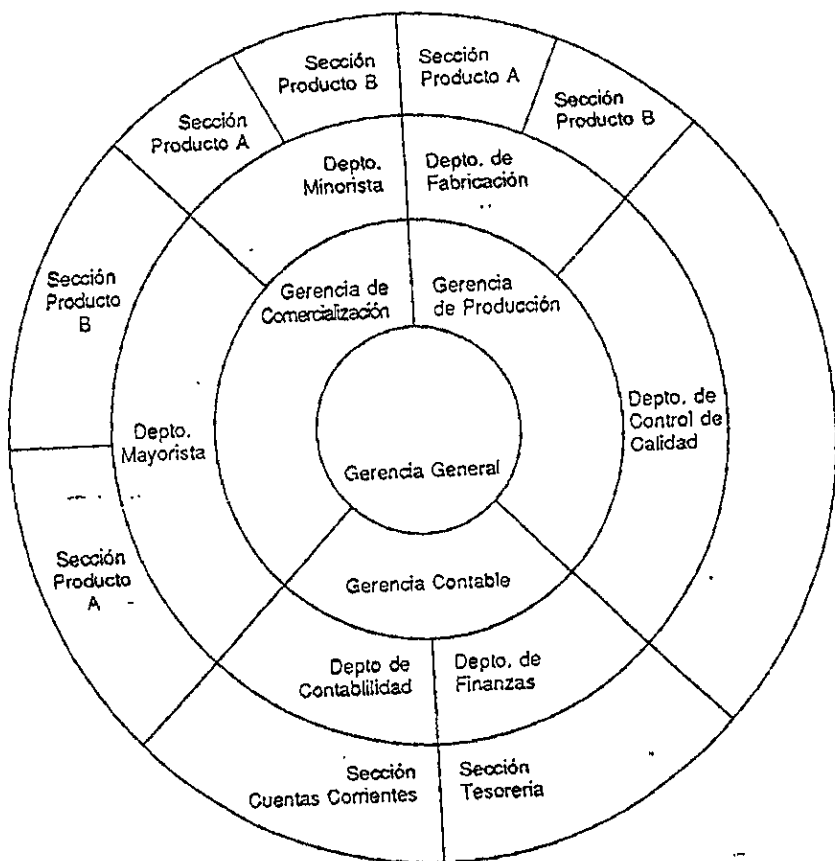 Sección
Producto B
Sección
Producto A
Sección
Producto A
Sección
Producto B
Depto.
Minorista
Depto. de
Fabricación
Sección
Producto
B
Gerencia de
Comercialización
Gerencia
de Producción
Depto.
Mayorista
Depto. de
Control de
Calidad
Gerencia General
Sección
Producto
A
Gerencia Contable
Depto de
Contablilidad
Depto. de
Finanzas
Sección
Cuentas Corrientes
Sección
Tesoreria